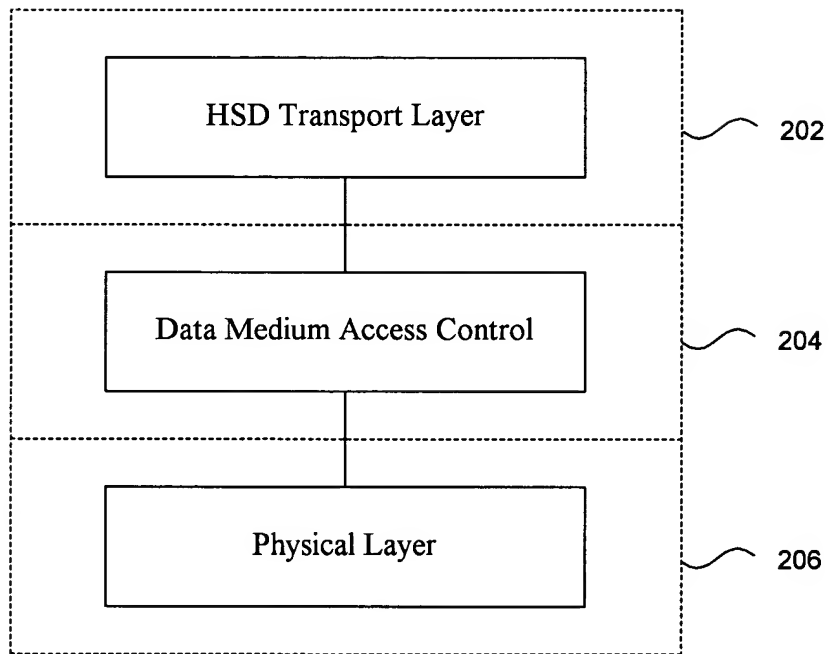 HSD Transport Layer
202
Data Medium Access Control
204
Physical Layer
206